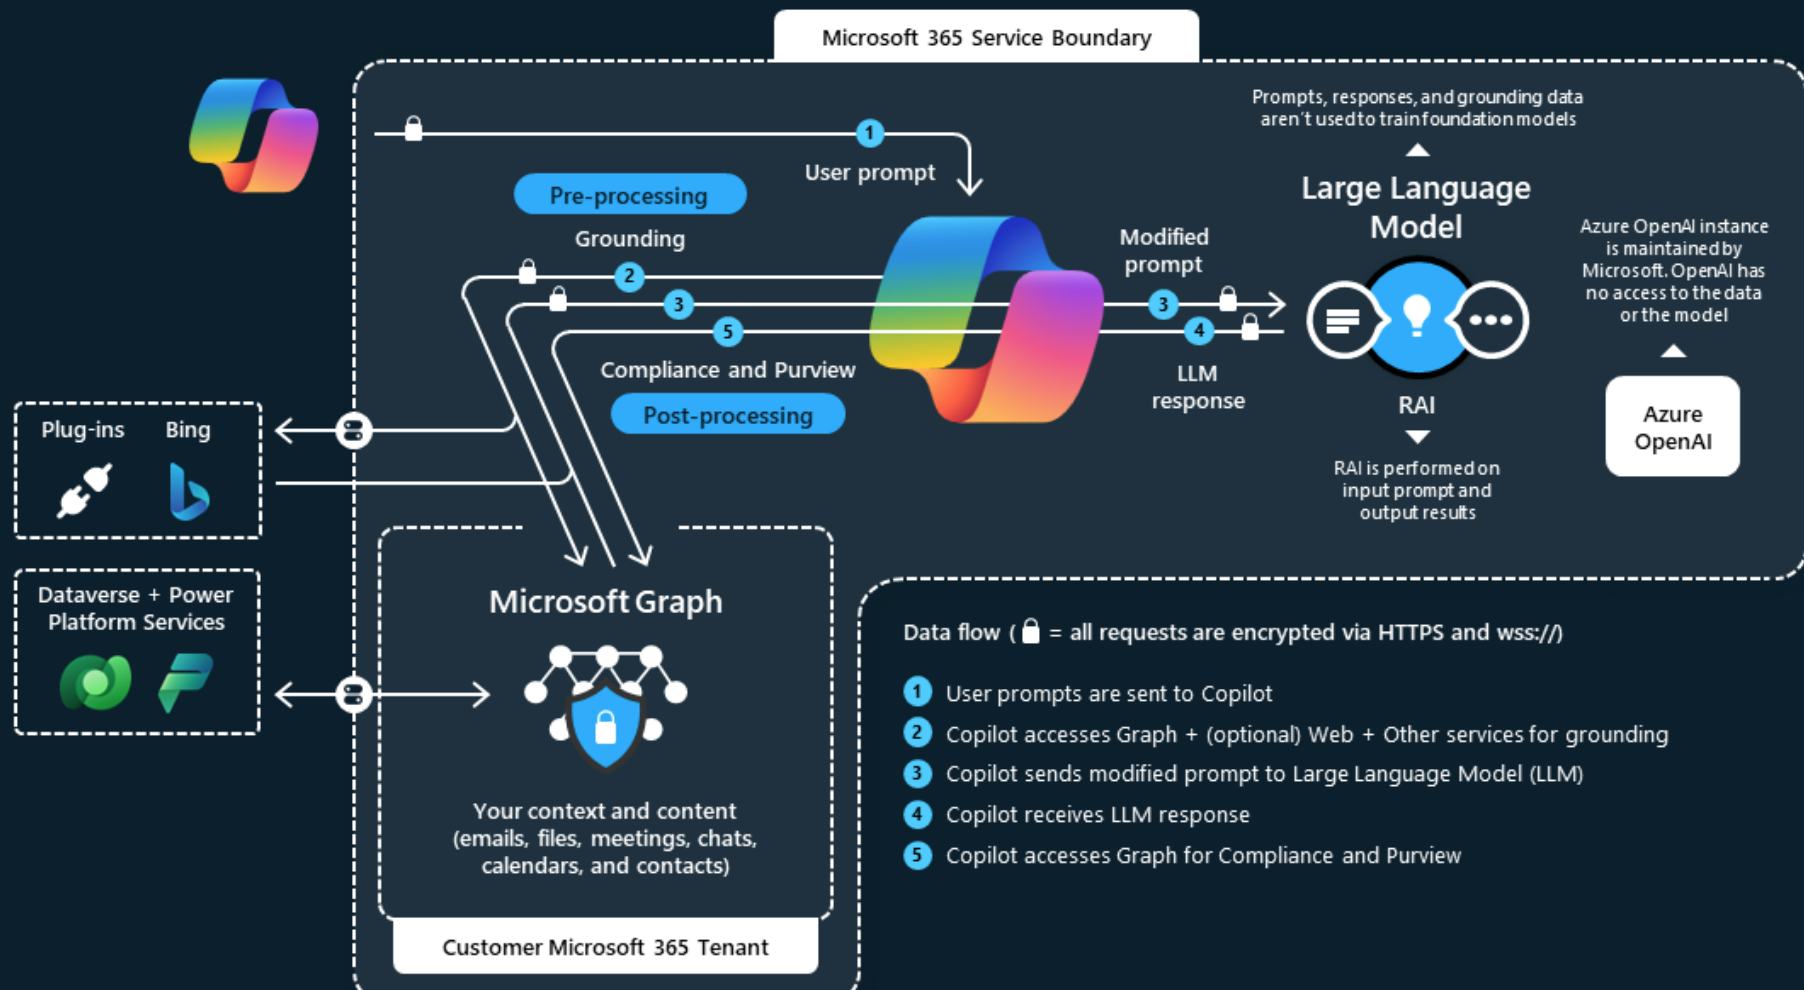 Microsoft 365 Service Boundary
Prompts, responses, and grounding data
aren't used to train foundation models
1
User prompt
Pre-processing
Grounding
2
3
5
Compliance and Purview
Post-processing
Modified
prompt
3
4
LLM
response
Large Language
Model
RAI
RAI is performed on
input prompt and
output results
Azure OpenAI instance
is maintained by
Microsoft. OpenAI has
no access to the data
or the model
Azure
OpenAI
Plug-ins
Bing
Dataverse + Power
Platform Services
Microsoft Graph
Your context and content
(emails, files, meetings, chats,
calendars, and contacts)
Customer Microsoft 365 Tenant
Data flow ( = all requests are encrypted via HTTPS and wss://)
1 User prompts are sent to Copilot
2 Copilot accesses Graph + (optional) Web + Other services for grounding
3 Copilot sends modified prompt to Large Language Model (LLM)
4 Copilot receives LLM response
5 Copilot accesses Graph for Compliance and Purview